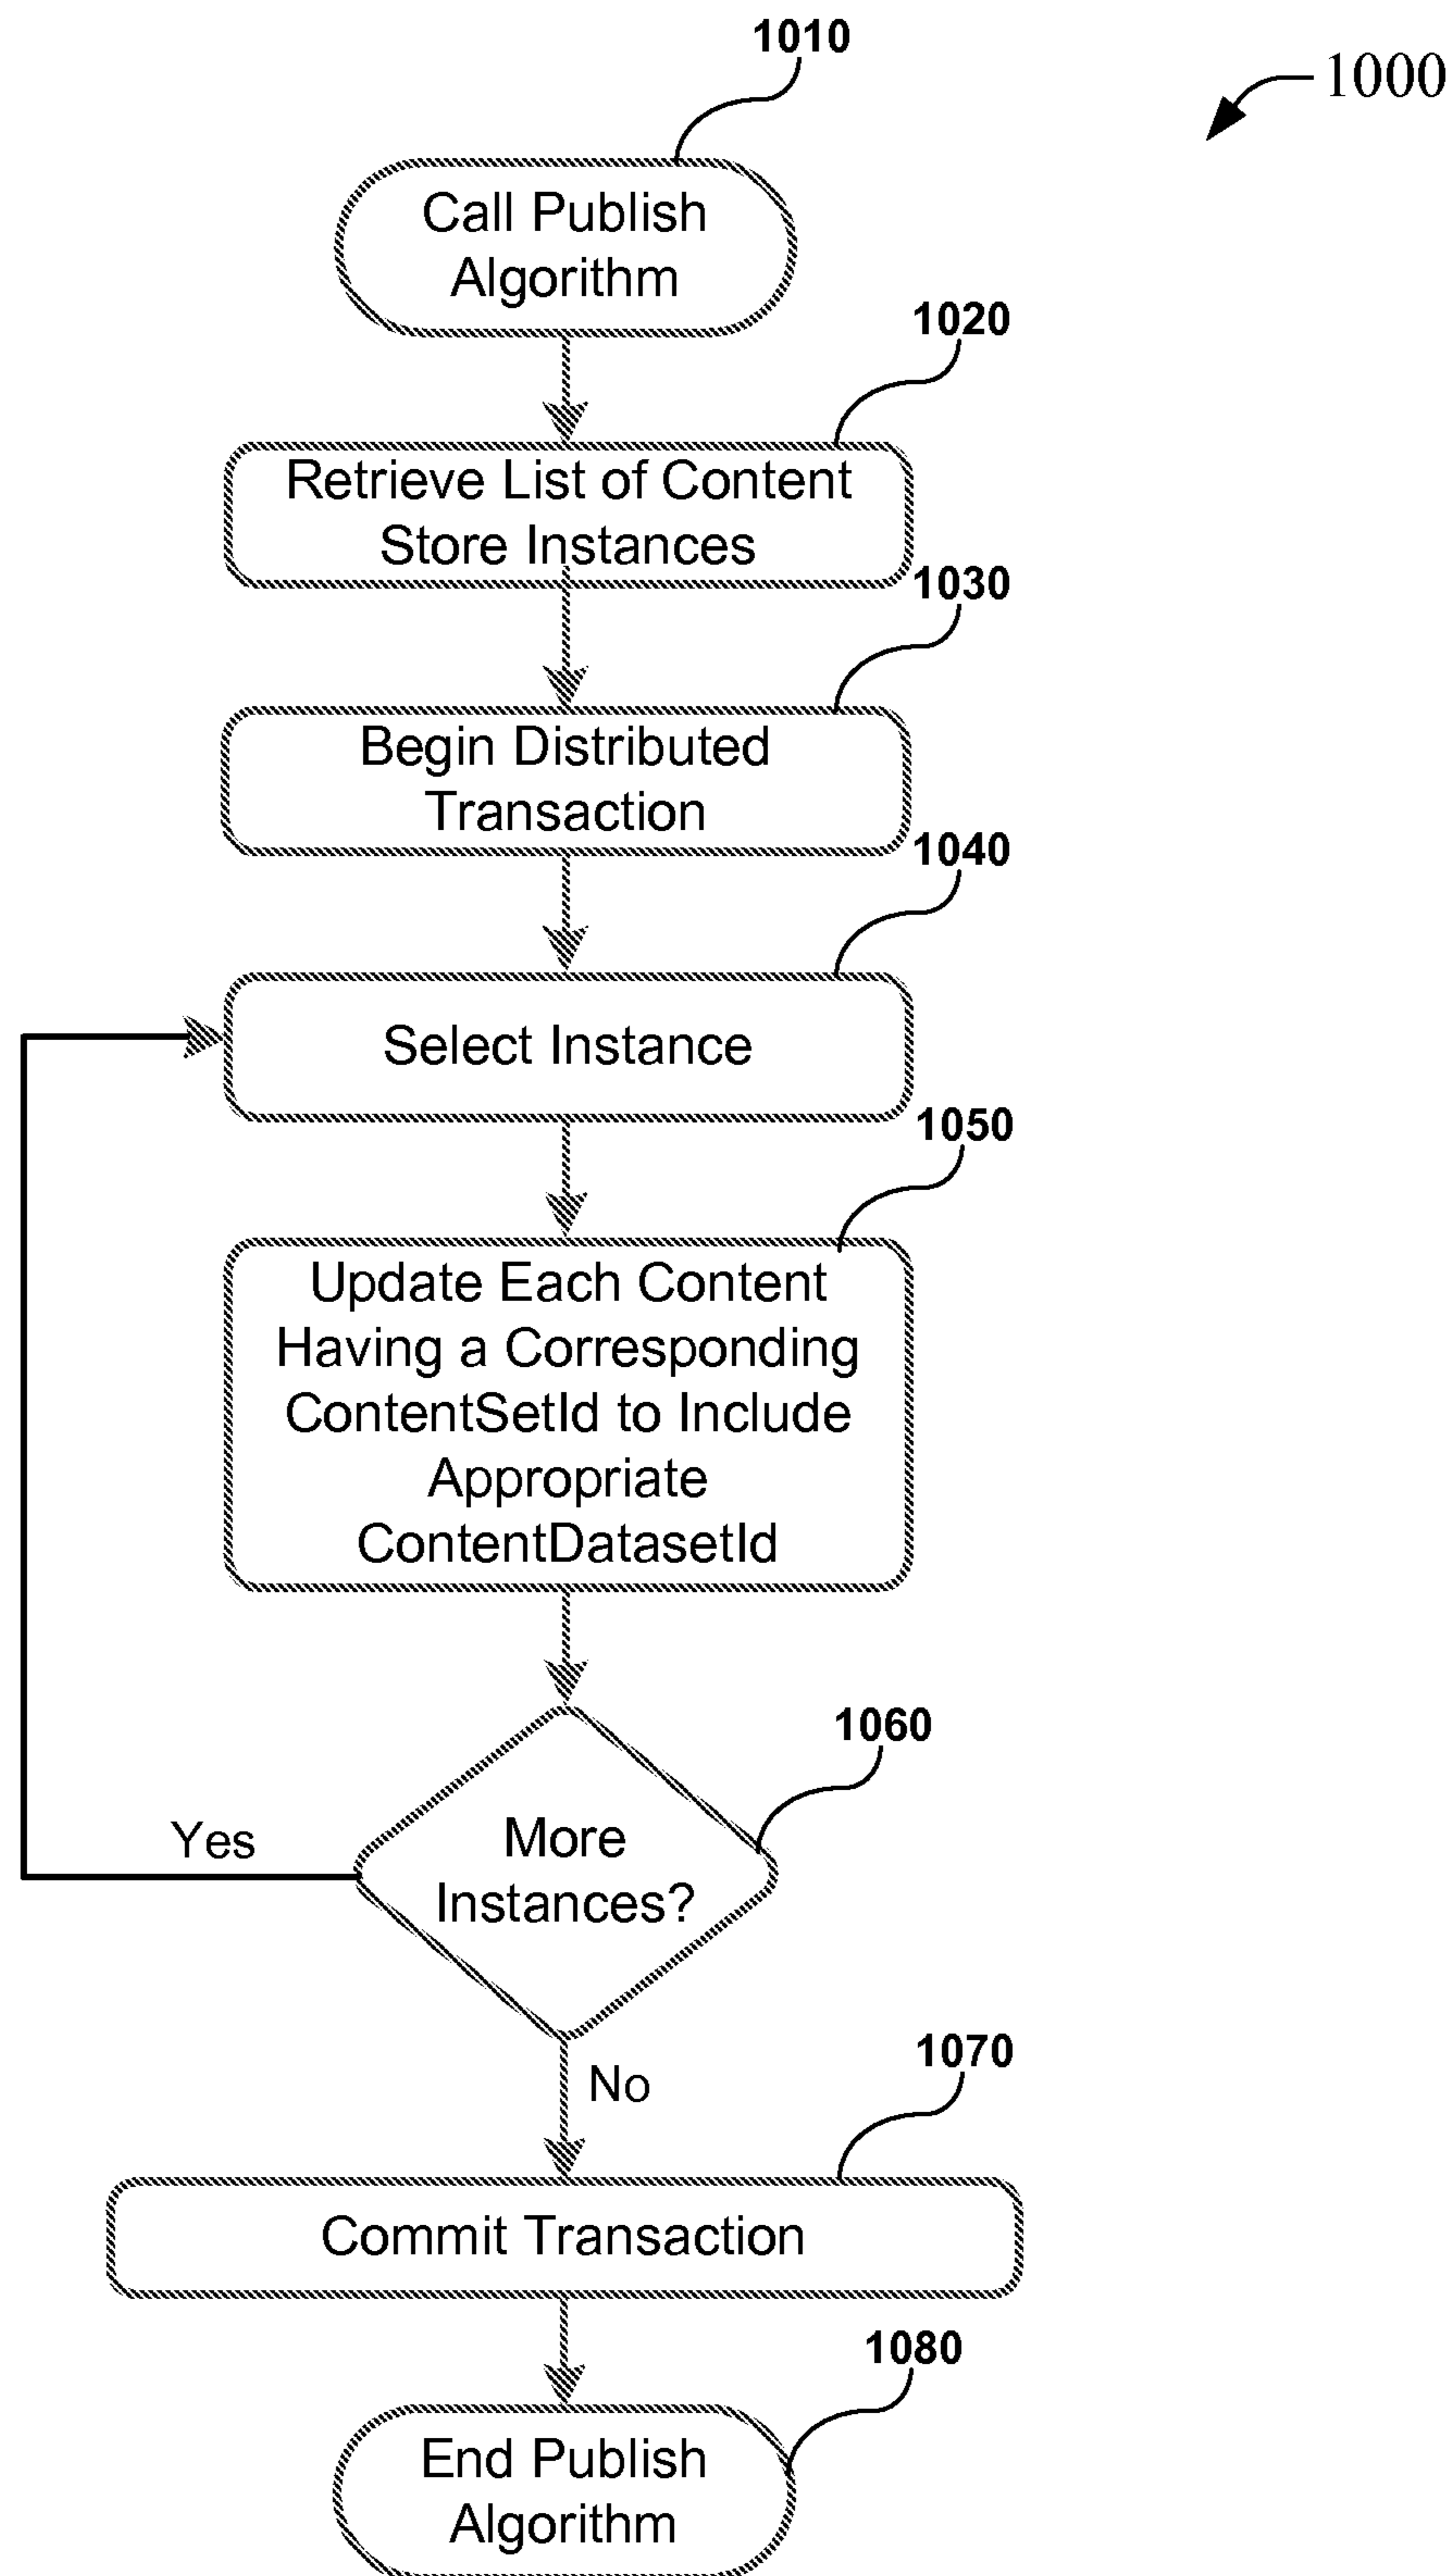 1010
1000
Call Publish
Algorithm
1020
Retrieve List of Content
Store Instances
1030
Begin Distributed
Transaction
1040
Select Instance
1050
Update Each Content
Having a Corresponding
ContentSetId to Include
Appropriate
ContentDatasetId
1060
More
Instances?
Yes
No
1070
Commit Transaction
1080
End Publish
Algorithm